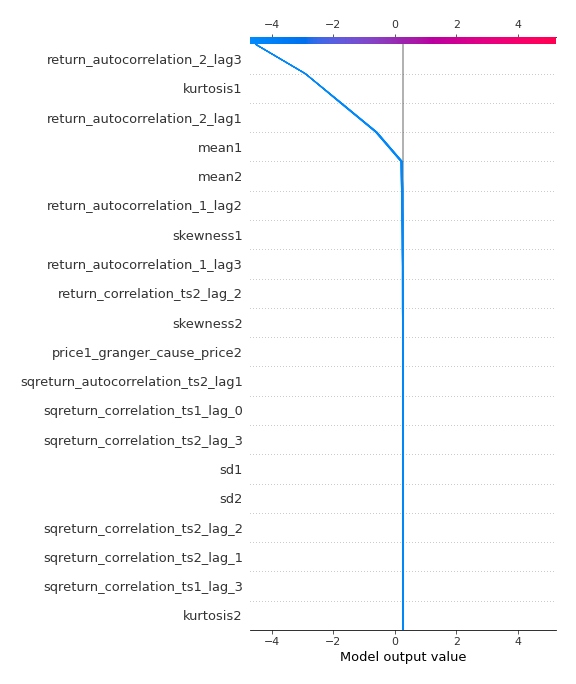 −4 −2 0 2 4
return_autocorrelation_2_lag3
kurtosis1
return_autocorrelation_2_lag1
mean1
mean2
return_autocorrelation_1_lag2
skewness1
return_autocorrelation_1_lag3
return_correlation_ts2_lag_2
skewness2
price1_granger_cause_price2
sqreturn_autocorrelation_ts2_lag1
sqreturn_correlation_ts1_lag_0
sqreturn_correlation_ts2_lag_3
sd1
sd2
sqreturn_correlation_ts2_lag_2
sqreturn_correlation_ts2_lag_1
sqreturn_correlation_ts1_lag_3
kurtosis2
−4 −2 0 2 4
Model output value